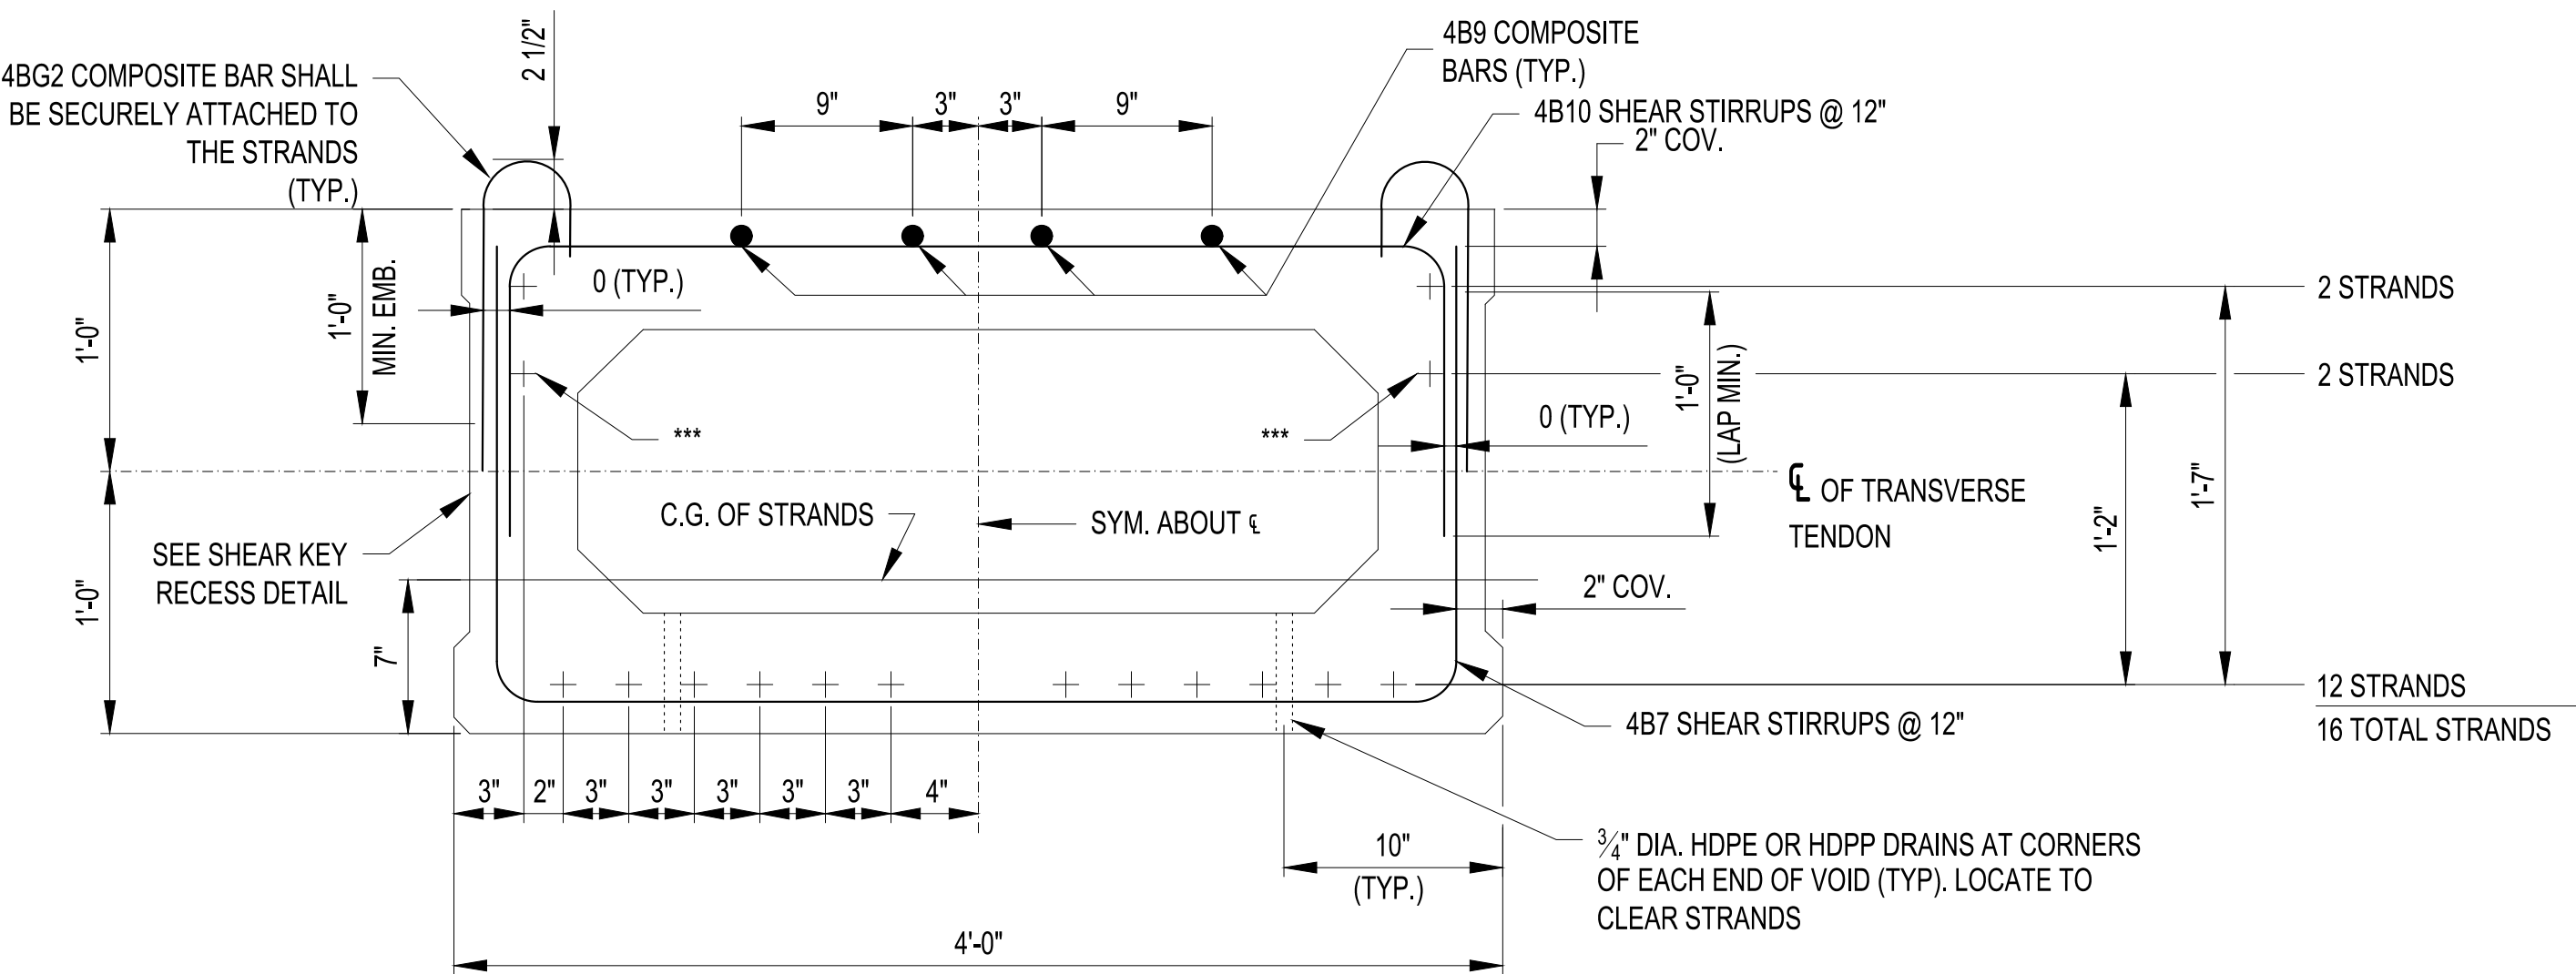 4BG2 COMPOSITE BAR SHALL
BE SECURELY ATTACHED TO
THE STRANDS
(TYP.)
2 1/2"
9"
3"
3"
9"
4B9 COMPOSITE
BARS (TYP.)
4B10 SHEAR STIRRUPS @ 12"
2" COV.
1'-0"
1'-0"
MIN. EMB.
0 (TYP.)
2 STRANDS
2 STRANDS
1'-0"
(LAP MIN.)
0 (TYP.)
***
***
℄ OF TRANSVERSE
TENDON
1'-2"
1'-7"
C.G. OF STRANDS
SYM. ABOUT ℄
SEE SHEAR KEY
RECESS DETAIL
1'-0"
7"
2" COV.
12 STRANDS
16 TOTAL STRANDS
4B7 SHEAR STIRRUPS @ 12"
3"
2"
3"
3"
3"
3"
3"
4"
10"
(TYP.)
3/4" DIA. HDPE OR HDPP DRAINS AT CORNERS
OF EACH END OF VOID (TYP). LOCATE TO
CLEAR STRANDS
4'-0"